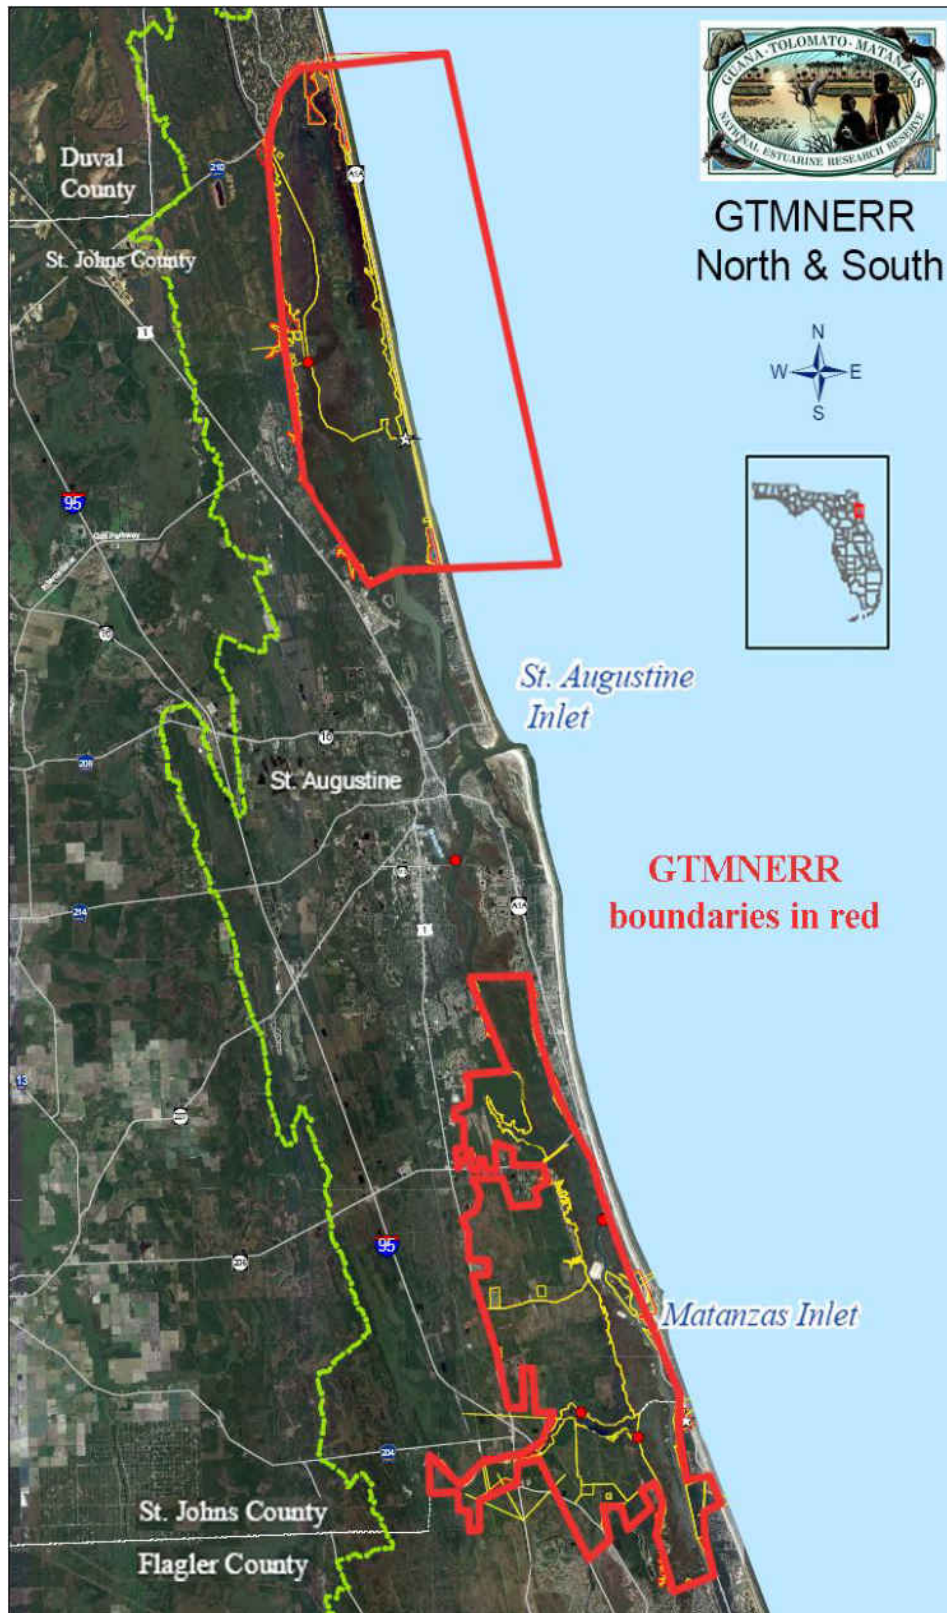 GUANA · TOLOMATO · MATANZAS
NATIONAL ESTUARINE RESEARCH RESERVE
GTMNERR
North & South
N
W E
S
Duval
County
210
A1A
St. Johns County
1
95
St. Augustine
Inlet
16
208
16
St. Augustine
GTMNERR
boundaries in red
214
A1A
1
13
207
206
95
Matanzas Inlet
204
St. Johns County
Flagler County